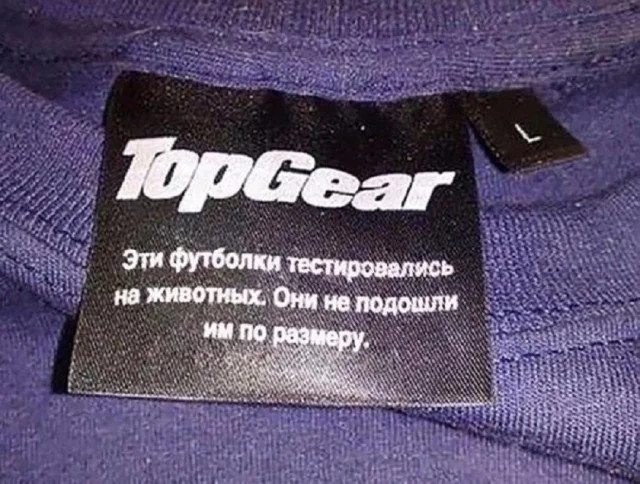 TopGear
L
Эти футболки тестировались
на животных. Они не подошли
им по размеру.